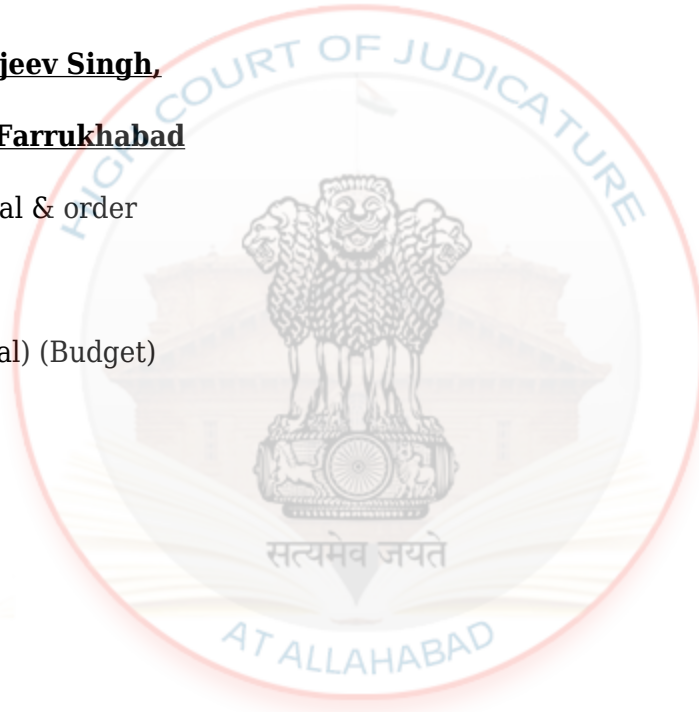 jeev Singh,
Farrukhabad
al & order
al) (Budget)
HIGH COURT OF JUDICATURE
सत्यमेव जयते
AT ALLAHABAD